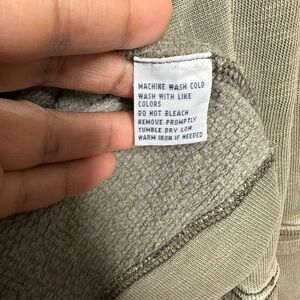 MACHINE WASH COLD
WASH WITH LIKE
COLORS
DO NOT BLEACH
REMOVE PROMPTLY
TUMBLE DRY LOW
WARM IRON IF NEEDED